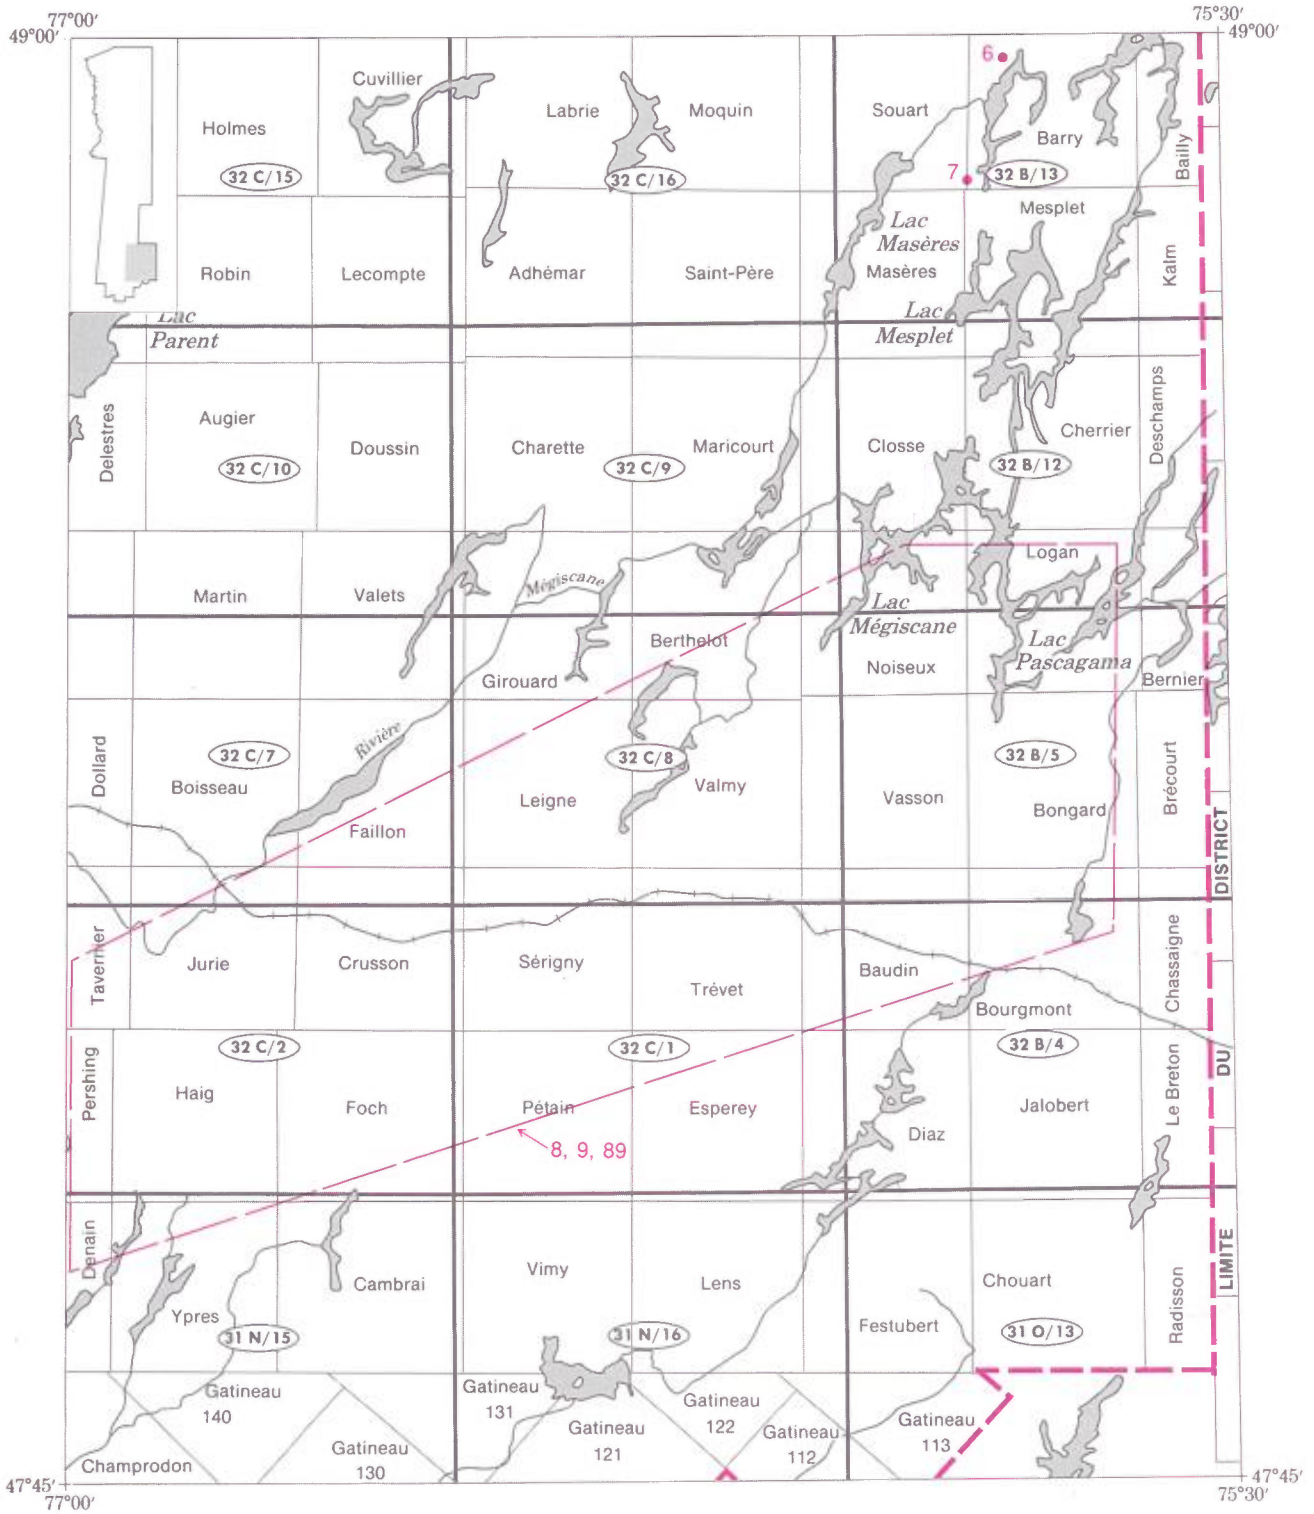 77°00′
75°30′
49°00′
49°00′
6
Cuvillier
Labrie
Moquin
Souart
Barry
Holmes
Bailly
32 C/15
32 C/16
7
32 B/13
Mesplet
Lac
Masères
Robin
Lecompte
Adhémar
Saint-Père
Masères
Kalm
Lac
Parent
Lac
Mesplet
Delestres
Augier
Doussin
Charette
Maricourt
Closse
Cherrier
Deschamps
32 C/10
32 C/9
32 B/12
Logan
Martin
Valets
Mégiscane
Lac
Mégiscane
Berthelot
Lac
Pascagama
Noiseux
Girouard
Bernier
Rivière
Dollard
32 C/7
32 C/8
32 B/5
Boisseau
Leigne
Valmy
Vasson
Bongard
Brécourt
Faillon
DISTRICT
Tavernier
Jurie
Crusson
Sérigny
Trévet
Baudin
Chassaigne
Bourgmont
32 C/2
32 C/1
32 B/4
Pershing
Haig
Foch
Pétain
Esperey
Jalobert
Le Breton
DU
8, 9, 89
Diaz
Denain
Cambrai
Vimy
Lens
Chouart
LIMITE
Ypres
Festubert
Radisson
31 N/15
31 N/16
31 O/13
Gatineau
140
Gatineau
131
Gatineau
122
Gatineau
113
Gatineau
130
Gatineau
121
Gatineau
112
Champrodon
47°45′
47°45′
77°00′
75°30′